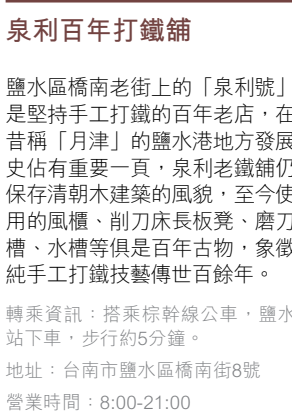 泉利百年打鐵舖
鹽水區橋南老街上的「泉利號」
是堅持手工打鐵的百年老店，在
昔稱「月津」的鹽水港地方發展
史佔有重要一頁，泉利老鐵舖仍
保存清朝木建築的風貌，至今使
用的風櫃、削刀床長板凳、磨刀
槽、水槽等俱是百年古物，象徵
純手工打鐵技藝傳世百餘年。
轉乘資訊：搭乘棕幹線公車，鹽水
站下車，步行約5分鐘。
地址：台南市鹽水區橋南街8號
營業時間：8:00-21:00